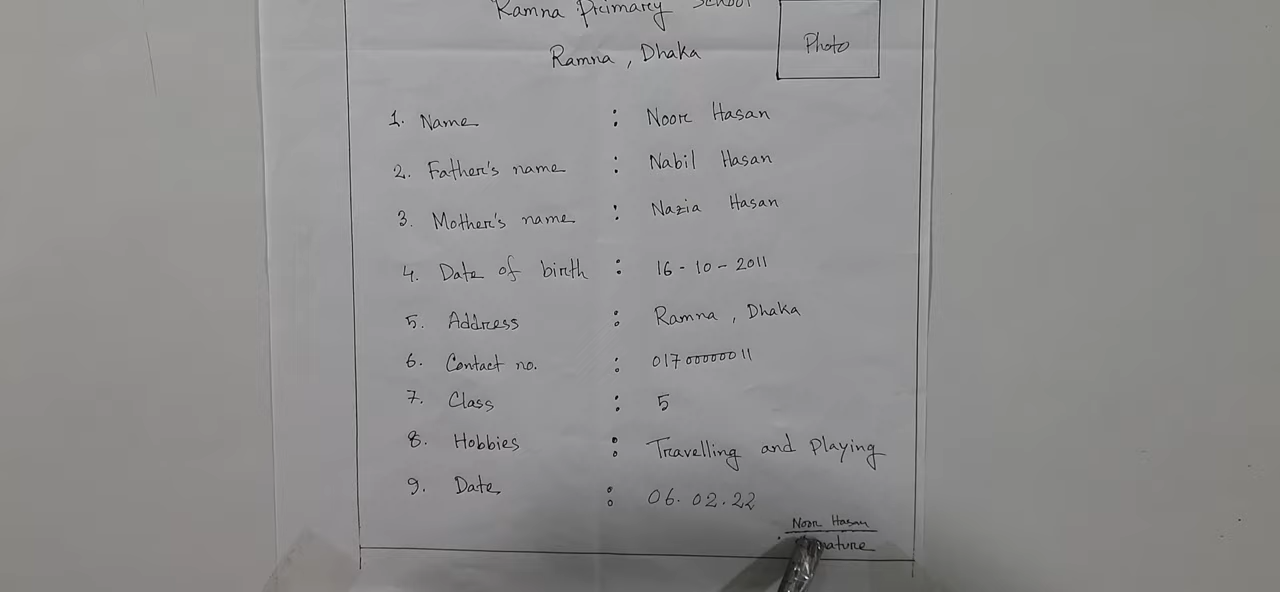 Ramna Primary School
Ramna, Dhaka
Photo
1. Name : Noor Hasan
2. Father's name : Nabil Hasan
3. Mother's name : Nazia Hasan
4. Date of birth : 16-10-2011
5. Address : Ramna, Dhaka
6. Contact no. : 01700000011
7. Class : 5
8. Hobbies : Travelling and Playing
9. Date : 06.02.22
Noor Hasan